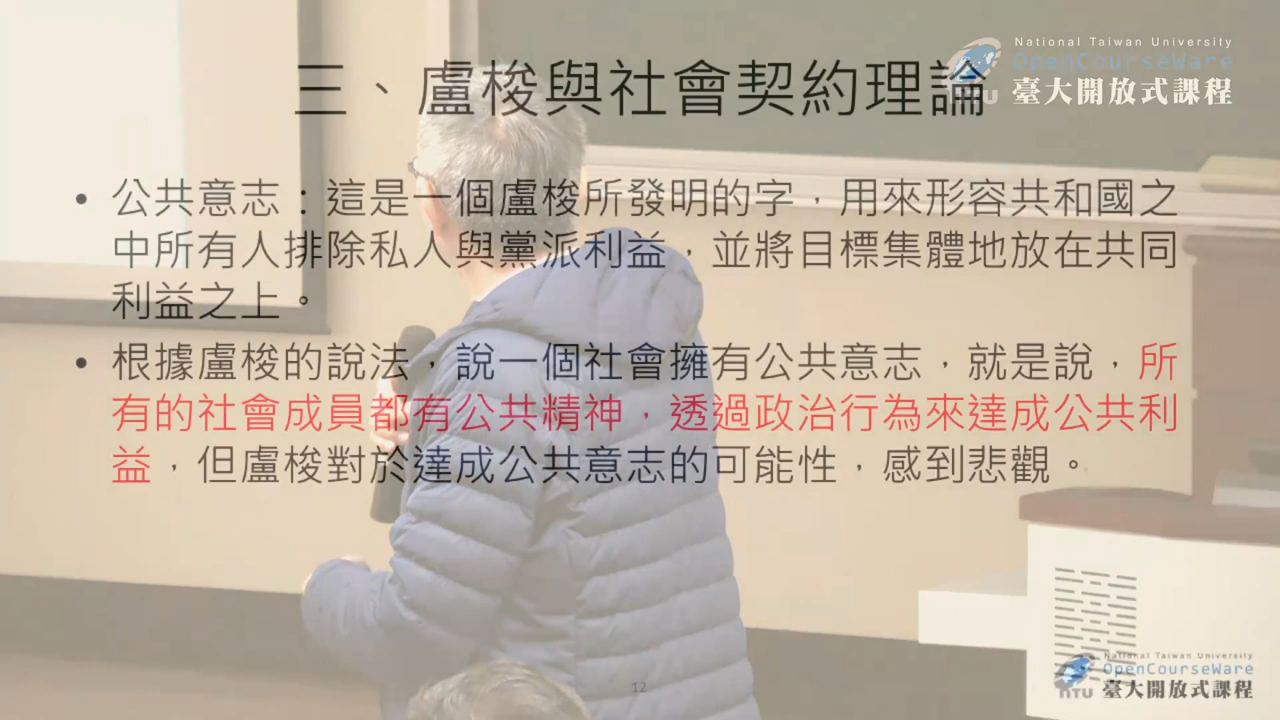 National Taiwan University
OpenCourseWare
NTU 臺大開放式課程
三、盧梭與社會契約理論
• 公共意志：這是一個盧梭所發明的字，用來形容共和國之
中所有人排除私人與黨派利益，並將目標集體地放在共同
利益之上。
• 根據盧梭的說法，說一個社會擁有公共意志，就是說，所
有的社會成員都有公共精神，透過政治行為來達成公共利
益，但盧梭對於達成公共意志的可能性，感到悲觀。
12
National Taiwan University
OpenCourseWare
NTU 臺大開放式課程